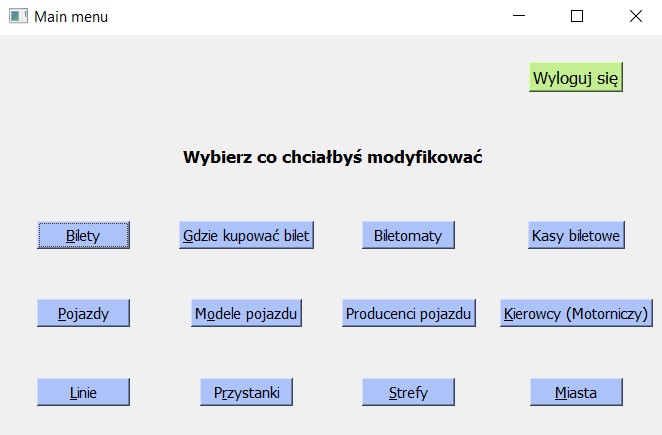 Main menu
Wyloguj się
Wybierz co chciałbyś modyfikować
Bilety
Gdzie kupować bilet
Biletomaty
Kasy biletowe
Pojazdy
Modele pojazdu
Producenci pojazdu
Kierowcy (Motorniczy)
Linie
Przystanki
Strefy
Miasta